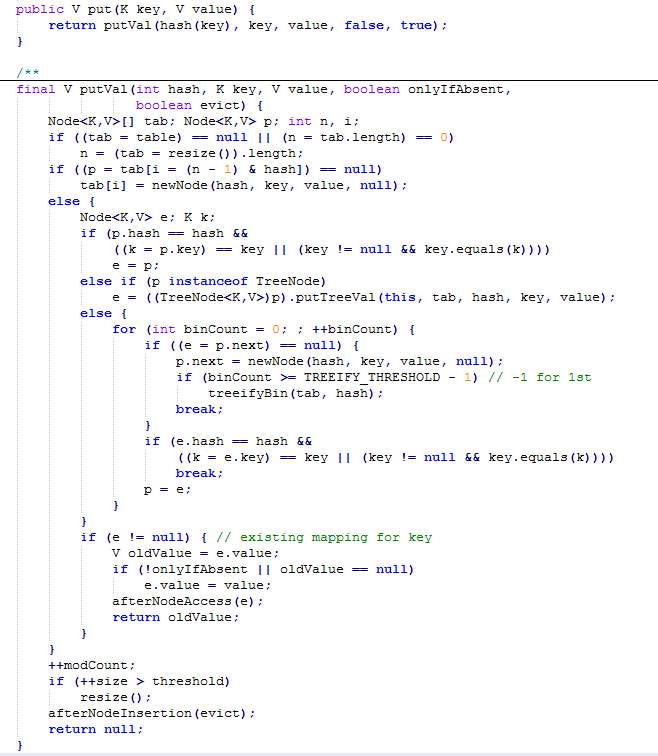 public V put(K key, V value) {
    return putVal(hash(key), key, value, false, true);
}

/**
final V putVal(int hash, K key, V value, boolean onlyIfAbsent,
               boolean evict) {
    Node<K,V>[] tab; Node<K,V> p; int n, i;
    if ((tab = table) == null || (n = tab.length) == 0)
        n = (tab = resize()).length;
    if ((p = tab[i = (n - 1) & hash]) == null)
        tab[i] = newNode(hash, key, value, null);
    else {
        Node<K,V> e; K k;
        if (p.hash == hash &&
            ((k = p.key) == key || (key != null && key.equals(k))))
            e = p;
        else if (p instanceof TreeNode)
            e = ((TreeNode<K,V>)p).putTreeVal(this, tab, hash, key, value);
        else {
            for (int binCount = 0; ; ++binCount) {
                if ((e = p.next) == null) {
                    p.next = newNode(hash, key, value, null);
                    if (binCount >= TREEIFY_THRESHOLD - 1) // -1 for 1st
                        treeifyBin(tab, hash);
                    break;
                }
                if (e.hash == hash &&
                    ((k = e.key) == key || (key != null && key.equals(k))))
                    break;
                p = e;
            }
        }
        if (e != null) { // existing mapping for key
            V oldValue = e.value;
            if (!onlyIfAbsent || oldValue == null)
                e.value = value;
            afterNodeAccess(e);
            return oldValue;
        }
    }
    ++modCount;
    if (++size > threshold)
        resize();
    afterNodeInsertion(evict);
    return null;
}